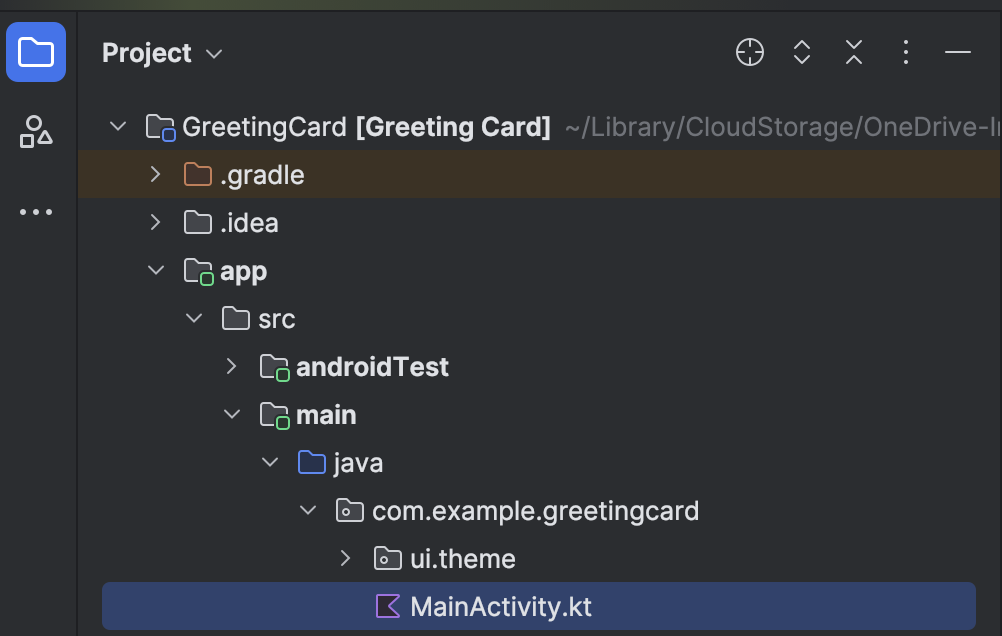 Project
GreetingCard [Greeting Card] ~/Library/CloudStorage/OneDrive-
.gradle
.idea
app
src
androidTest
main
java
com.example.greetingcard
ui.theme
MainActivity.kt